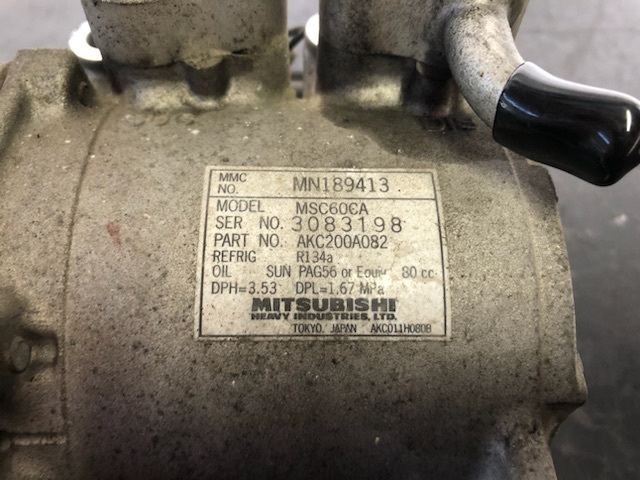 MMC NO. MN189413
MODEL MSC60CA
SER NO. 3083198
PART NO. AKC200A082
REFRIG R134a
OIL SUN PAG56 or Equiv 80 cc
DPH=3.53 DPL=1.67 MPa
MITSUBISHI
HEAVY INDUSTRIES, LTD.
TOKYO, JAPAN AKC011H080B